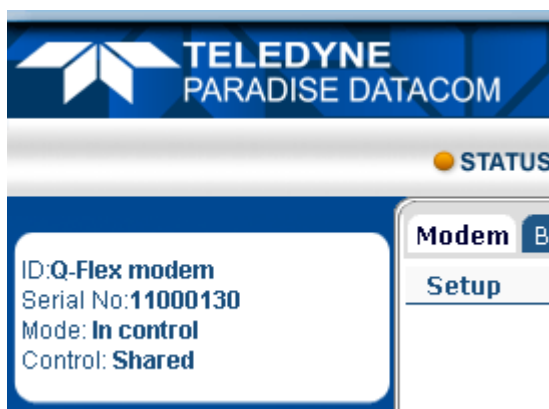 TELEDYNE
PARADISE DATACOM
STATUS
Modem B
Setup
ID:Q-Flex modem
Serial No:11000130
Mode: In control
Control: Shared